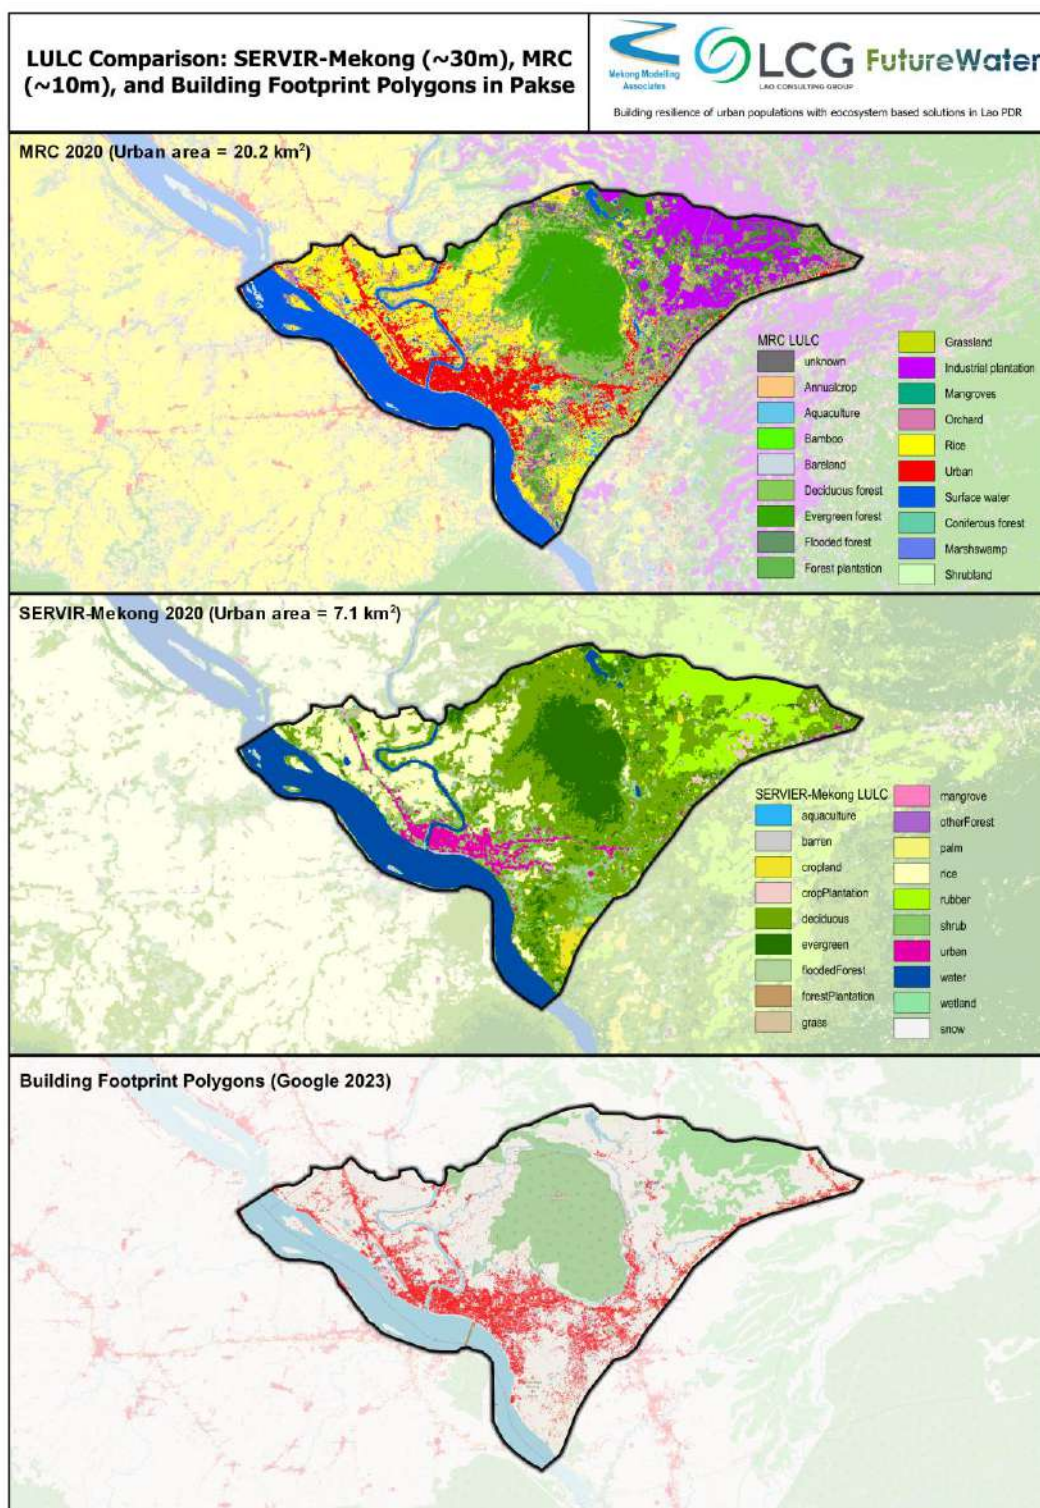 LULC Comparison: SERVIR-Mekong (~30m), MRC
(~10m), and Building Footprint Polygons in Pakse
Mekong Modelling
Associates
LCG
LAO CONSULTING GROUP
FutureWater
Building resilience of urban populations with eocosystem based solutions in Lao PDR
MRC 2020 (Urban area = 20.2 km²)
MRC LULC
unknown
Annualcrop
Aquaculture
Bamboo
Bareland
Deciduous forest
Evergreen forest
Flooded forest
Forest plantation
Grassland
Industrial plantation
Mangroves
Orchard
Rice
Urban
Surface water
Coniferous forest
Marshswamp
Shrubland
SERVIR-Mekong 2020 (Urban area = 7.1 km²)
SERVIER-Mekong LULC
aquaculture
barren
cropland
cropPlantation
deciduous
evergreen
floodedForest
forestPlantation
grass
mangrove
otherForest
palm
rice
rubber
shrub
urban
water
wetland
snow
Building Footprint Polygons (Google 2023)